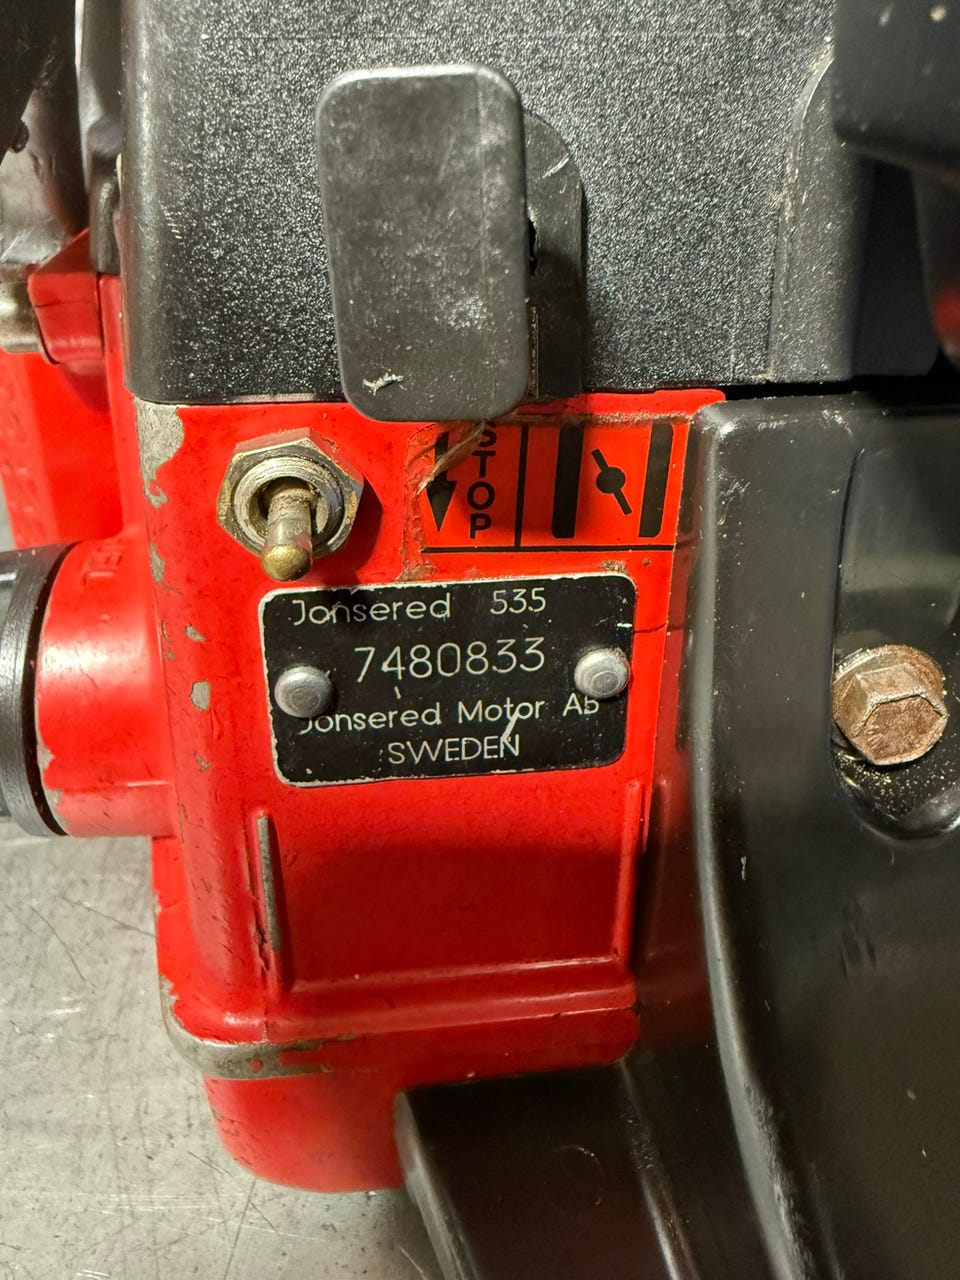 STOP
Jonsered 535
7480833
Jonsered Motor AB
SWEDEN